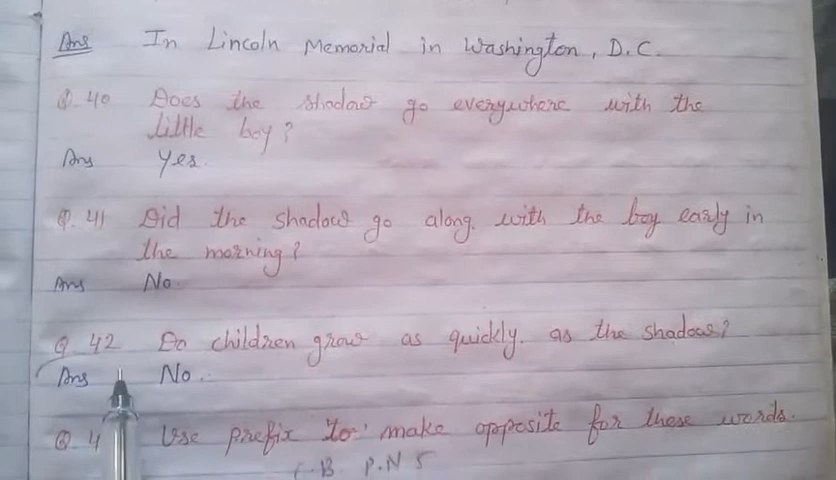 Ans In Lincoln Memorial in Washington, D.C.
Q.40 Does the shadow go everywhere with the
little boy?
Ans Yes.
Q.41 Did the shadow go along with the boy early in
the morning?
Ans No.
Q.42 Do children grow as quickly as the shadow?
Ans No.
Q 4 Use prefix to make opposite for these words.
P.N 5